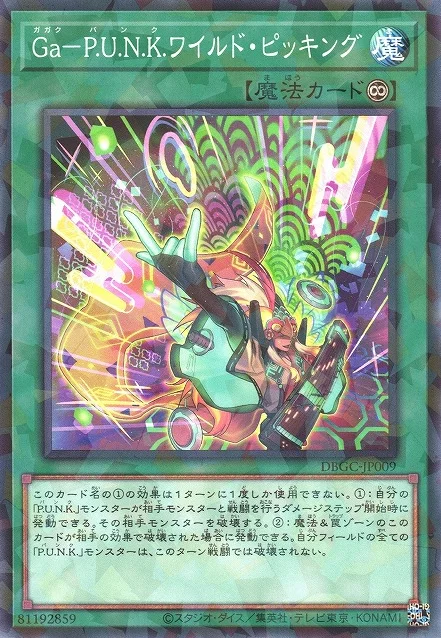 Ga－P.U.N.K.ワイルド・ピッキング
魔
【魔法カード】
DBGC-JP009
このカード名の①の効果は１ターンに１度しか使用できない。①：自分の
「P.U.N.K.」モンスターが相手モンスターと戦闘を行うダメージステップ開始時に
発動できる。その相手モンスターを破壊する。②：魔法＆罠ゾーンのこ
のカードが相手の効果で破壊された場合に発動できる。自分フィールドの全ての
「P.U.N.K.」モンスターは、このターン戦闘では破壊されない。
81192859
©スタジオ・ダイス／集英社・テレビ東京・KONAMI